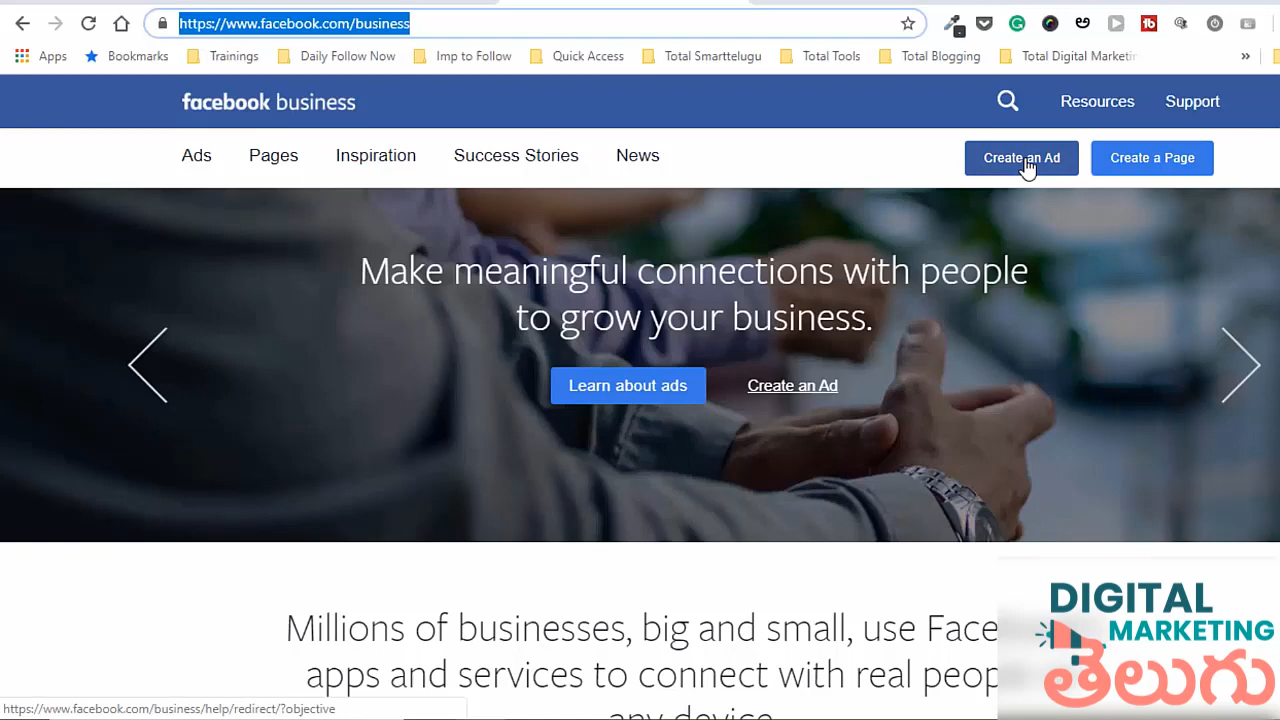 https://www.facebook.com/business
Apps Bookmarks Trainings Daily Follow Now Imp to Follow Quick Access Total Smarttelugu Total Tools Total Blogging Total Digital Marketin »
facebook business Resources Support
Ads Pages Inspiration Success Stories News Create an Ad Create a Page
Make meaningful connections with people
to grow your business.
Learn about ads Create an Ad
Millions of businesses, big and small, use Face
apps and services to connect with real peop
any device
DIGITAL
MARKETING
తెలుగు
https://www.facebook.com/business/help/redirect/?objective